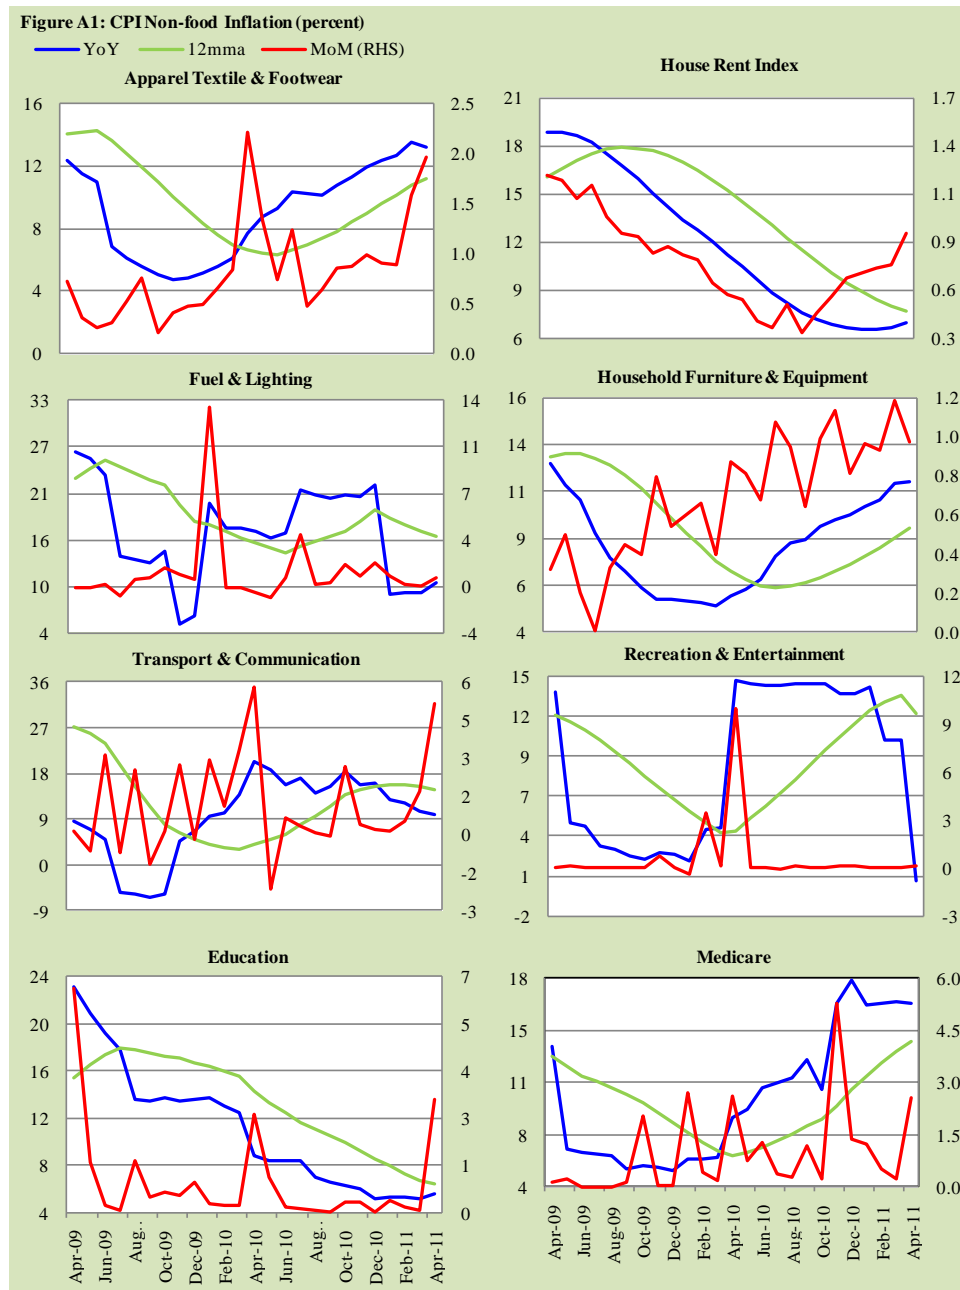 Figure A1: CPI Non-food Inflation (percent)
YoY 12mma MoM (RHS)
Apparel Textile & Footwear
16
12
8
4
0
2.5
2.0
1.5
1.0
0.5
0.0
House Rent Index
21
18
15
12
9
6
1.7
1.4
1.1
0.9
0.6
0.3
Fuel & Lighting
33
27
21
16
10
4
14
11
7
4
0
-4
Household Furniture & Equipment
16
14
11
9
6
4
1.2
1.0
0.8
0.6
0.4
0.2
0.0
Transport & Communication
36
27
18
9
0
-9
6
5
3
2
0
-2
-3
Recreation & Entertainment
15
12
9
7
4
1
-2
12
9
6
3
0
-3
Education
24
20
16
12
8
4
7
5
4
3
1
0
Apr-09
Jun-09
Aug..
Oct-09
Dec-09
Feb-10
Apr-10
Jun-10
Aug..
Oct-10
Dec-10
Feb-11
Apr-11
Medicare
18
15
11
8
4
6.0
4.5
3.0
1.5
0.0
Apr-09
Jun-09
Aug-09
Oct-09
Dec-09
Feb-10
Apr-10
Jun-10
Aug-10
Oct-10
Dec-10
Feb-11
Apr-11